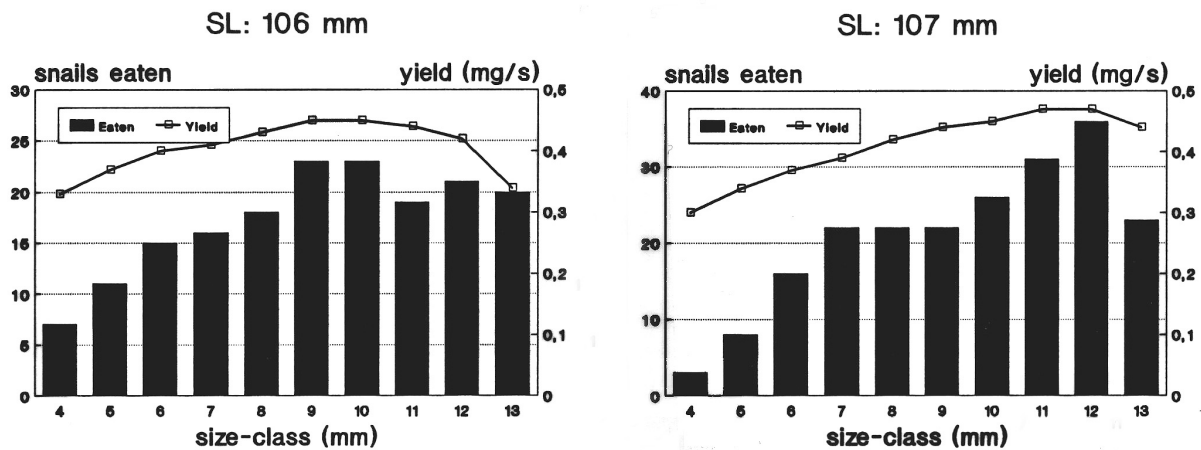 SL: 106 mm
snails eaten yield (mg/s)
30 0,5
Eaten Yield
25
0,4
20
0,3
15
0,2
10
0,1
5
0 0
4 5 6 7 8 9 10 11 12 13
size-class (mm)
SL: 107 mm
snails eaten yield (mg/s)
40 0,5
Eaten Yield
0,4
30
0,3
20
0,2
10
0,1
0 0
4 5 6 7 8 9 10 11 12 13
size-class (mm)